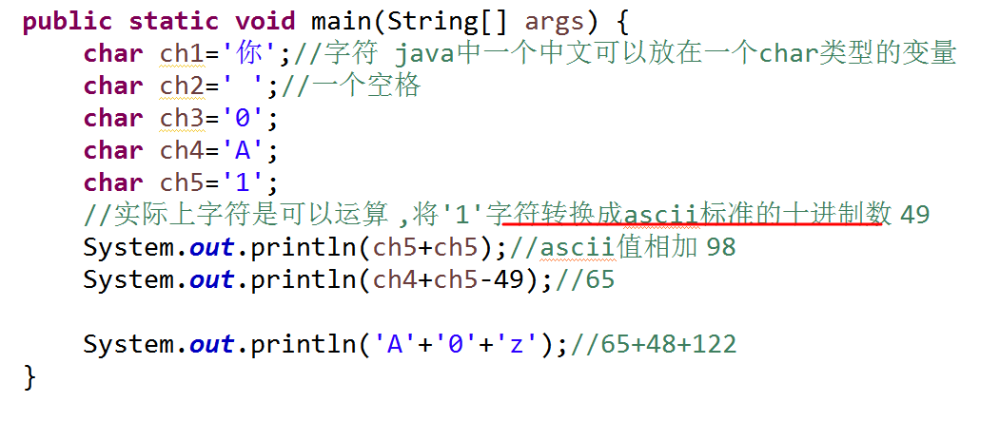 public static void main(String[] args) {
    char ch1='你';//字符 java中一个中文可以放在一个char类型的变量
    char ch2=' ';//一个空格
    char ch3='0';
    char ch4='A';
    char ch5='1';
    //实际上字符是可以运算 ,将'1'字符转换成ascii标准的十进制数 49
    System.out.println(ch5+ch5);//ascii值相加 98
    System.out.println(ch4+ch5-49);//65
    System.out.println('A'+'0'+'z');//65+48+122
}